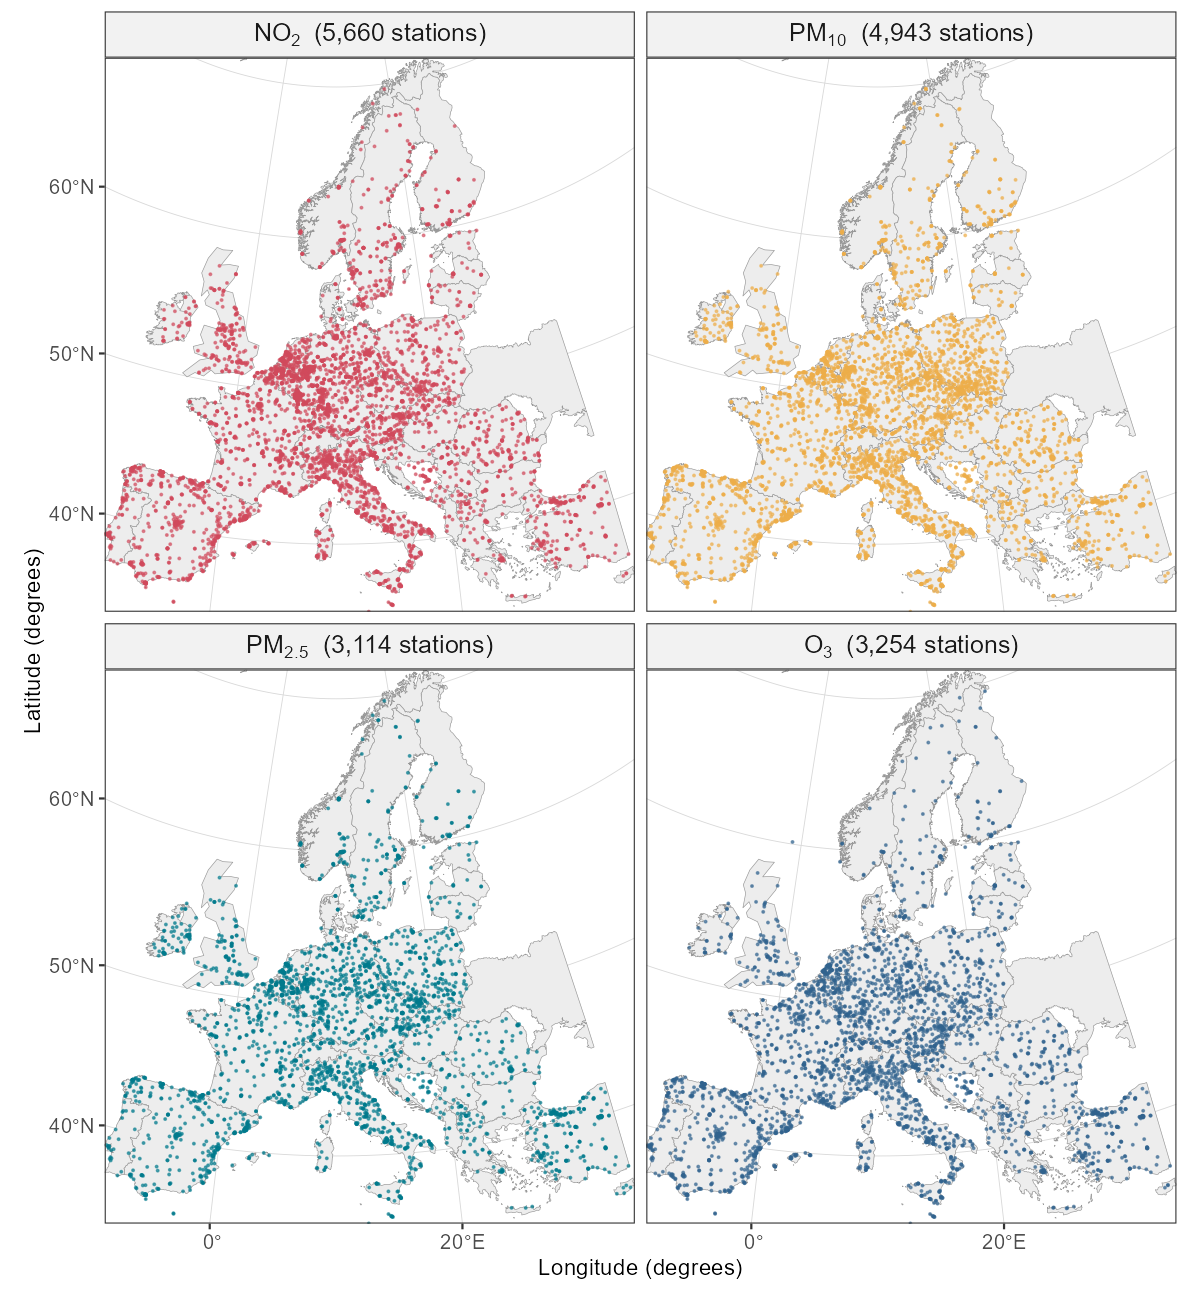 NO₂ (5,660 stations)
PM₁₀ (4,943 stations)
60°N
50°N
40°N
PM₂.₅ (3,114 stations)
O₃ (3,254 stations)
60°N
50°N
40°N
0°
20°E
0°
20°E
Longitude (degrees)
Latitude (degrees)